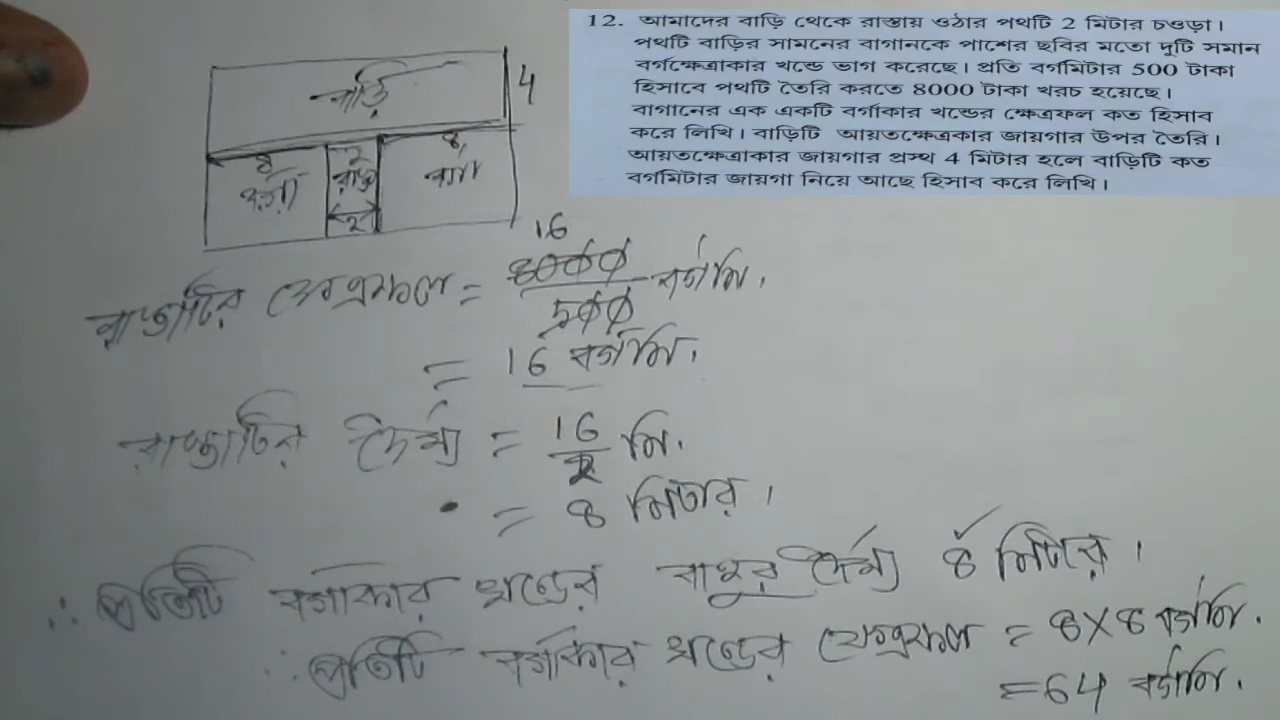 12. আমাদের বাড়ি থেকে রাস্তায় ওঠার পথটি 2 মিটার চওড়া।
পথটি বাড়ির সামনের বাগানকে পাশের ছবির মতো দুটি সমান
বর্গক্ষেত্রাকার খন্ডে ভাগ করেছে। প্রতি বর্গমিটার 500 টাকা
হিসাবে পথটি তৈরি করতে 8000 টাকা খরচ হয়েছে।
বাগানের এক একটি বর্গাকার খন্ডের ক্ষেত্রফল কত হিসাব
করে লিখি। বাড়িটি আয়তক্ষেত্রকার জায়গার উপর তৈরি।
আয়তক্ষেত্রাকার জায়গার প্রস্থ 4 মিটার হলে বাড়িটি কত
বর্গমিটার জায়গা নিয়ে আছে হিসাব করে লিখি।
বাড়ি 4
8 2 8
রাস্তা
2
16
রাস্তাটির ক্ষেত্রফল = 8000
500 বর্গমি.
= 16 বর্গমি.
রাস্তাটির দৈর্ঘ্য = 16
2 মি.
= 8 মিটার।
∴ প্রতিটি বর্গাকার খন্ডের বাহুর দৈর্ঘ্য 8 মিটার।
∴ প্রতিটি বর্গাকার খন্ডের ক্ষেত্রফল = 8 × 8 বর্গমি.
= 64 বর্গমি.